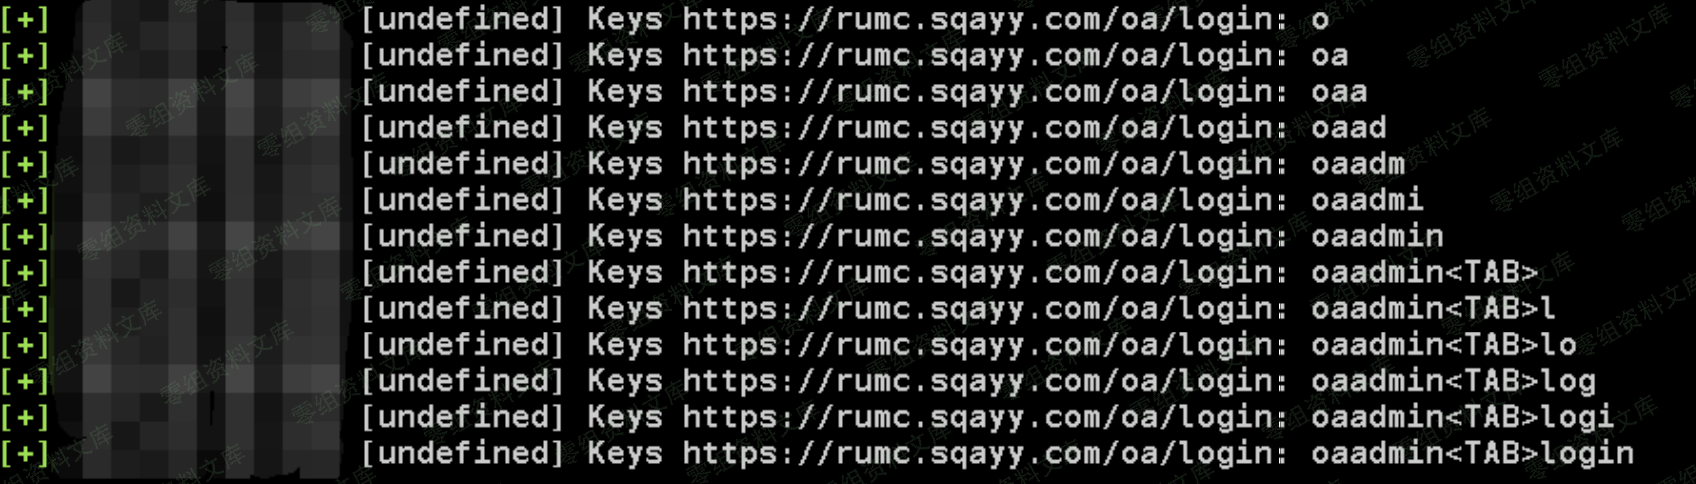 [+] [undefined] Keys https://rumc.sqayy.com/oa/login: o
[+] [undefined] Keys https://rumc.sqayy.com/oa/login: oa
[+] [undefined] Keys https://rumc.sqayy.com/oa/login: oaa
[+] [undefined] Keys https://rumc.sqayy.com/oa/login: oaad
[+] [undefined] Keys https://rumc.sqayy.com/oa/login: oaadm
[+] [undefined] Keys https://rumc.sqayy.com/oa/login: oaadmi
[+] [undefined] Keys https://rumc.sqayy.com/oa/login: oaadmin
[+] [undefined] Keys https://rumc.sqayy.com/oa/login: oaadmin<TAB>
[+] [undefined] Keys https://rumc.sqayy.com/oa/login: oaadmin<TAB>l
[+] [undefined] Keys https://rumc.sqayy.com/oa/login: oaadmin<TAB>lo
[+] [undefined] Keys https://rumc.sqayy.com/oa/login: oaadmin<TAB>log
[+] [undefined] Keys https://rumc.sqayy.com/oa/login: oaadmin<TAB>logi
[+] [undefined] Keys https://rumc.sqayy.com/oa/login: oaadmin<TAB>login
零组资料文库